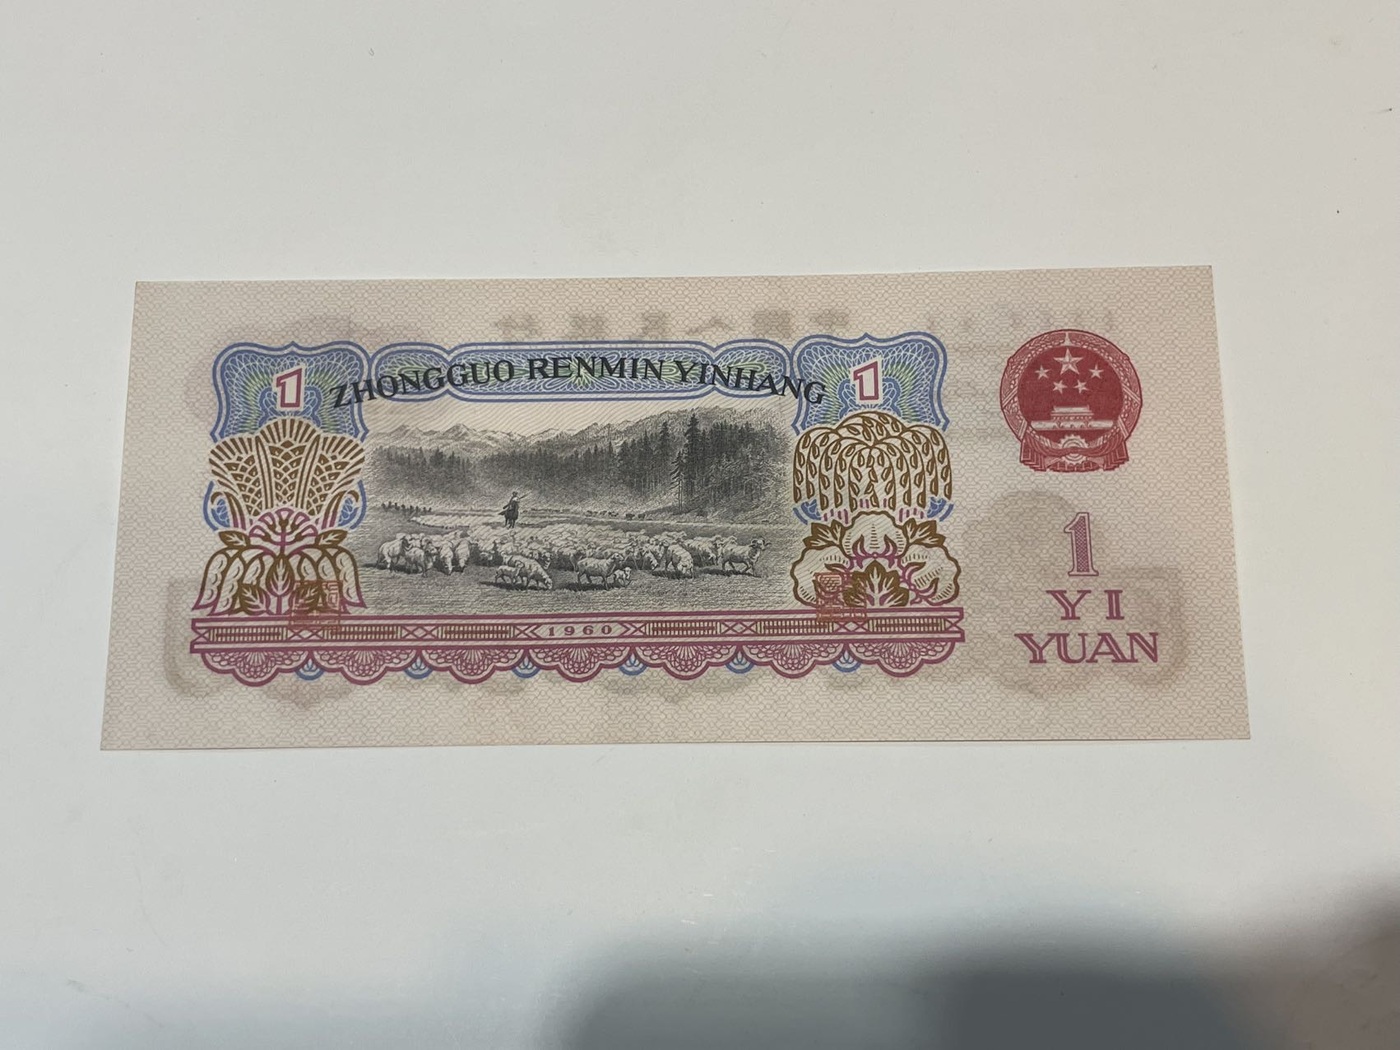 1
ZHONGGUO RENMIN YINHANG
1
1960
1
YI
YUAN